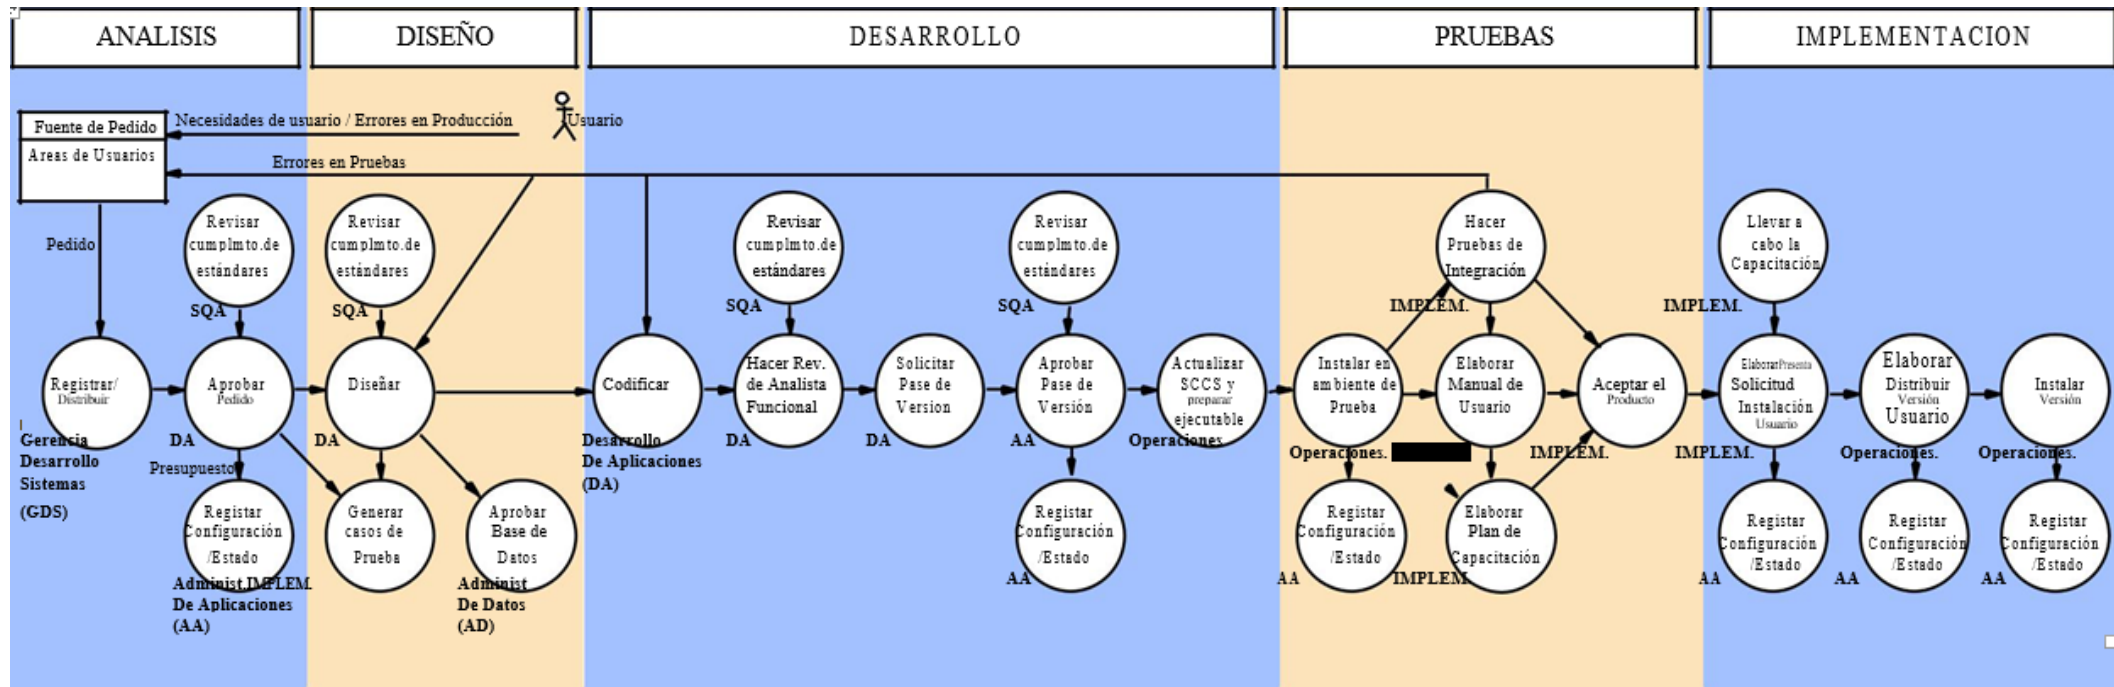 ANALISIS
DISEÑO
DESARROLLO
PRUEBAS
IMPLEMENTACION
Fuente de Pedido
Areas de Usuarios
Necesidades de usuario / Errores en Producción
Usuario
Errores en Pruebas
Pedido
Revisar
cumplmto.de
estándares
SQA
Revisar
cumplmto.de
estándares
SQA
Revisar
cumplmto.de
estándares
SQA
Revisar
cumplmto.de
estándares
SQA
Hacer
Pruebas de
Integración
IMPLEM.
Llevar a
cabo la
Capacitación
IMPLEM.
Registrar/
Distribuir
Gerencia
Desarrollo
Sistemas
(GDS)
Aprobar
Pedido
DA
Presupuesto
Diseñar
DA
Codificar
Desarrollo
De Aplicaciones
(DA)
Hacer Rev.
de Analista
Funcional
DA
Solicitar
Pase de
Version
DA
Aprobar
Pase de
Versión
AA
Actualizar
SCCS y
preparar
ejecutable
Operaciones.
Instalar en
ambiente de
Prueba
Operaciones.
Elaborar
Manual de
Usuario
Aceptar el
Producto
IMPLEM.
ElaborarPresenta
Solicitud
Instalación
Usuario
IMPLEM.
Elaborar
Distribuir
Versión
Usuario
Operaciones.
Instalar
Versión
Operaciones.
Registar
Configuración
/Estado
Administ.IMPLEM.
De Aplicaciones
(AA)
Generar
casos de
Prueba
Aprobar
Base de
Datos
Administ
De Datos
(AD)
Registar
Configuración
/Estado
AA
Registar
Configuración
/Estado
AA
Elaborar
Plan de
Capacitación
IMPLEM.
Registar
Configuración
/Estado
AA
Registar
Configuración
/Estado
AA
Registar
Configuración
/Estado
AA